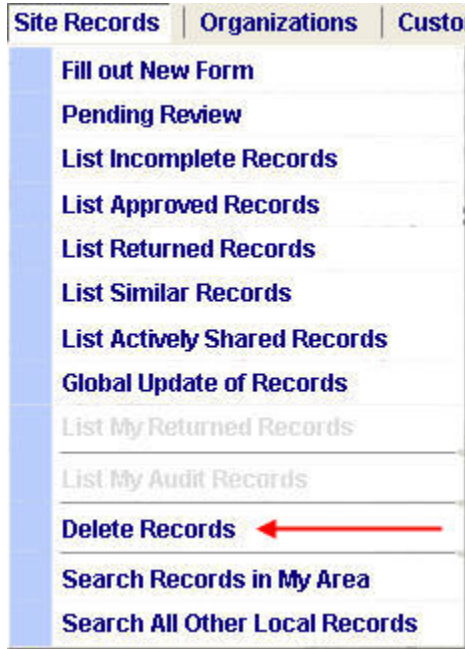 Site Records | Organizations | Custo
Fill out New Form
Pending Review
List Incomplete Records
List Approved Records
List Returned Records
List Similar Records
List Actively Shared Records
Global Update of Records
List My Returned Records
List My Audit Records
Delete Records
Search Records in My Area
Search All Other Local Records